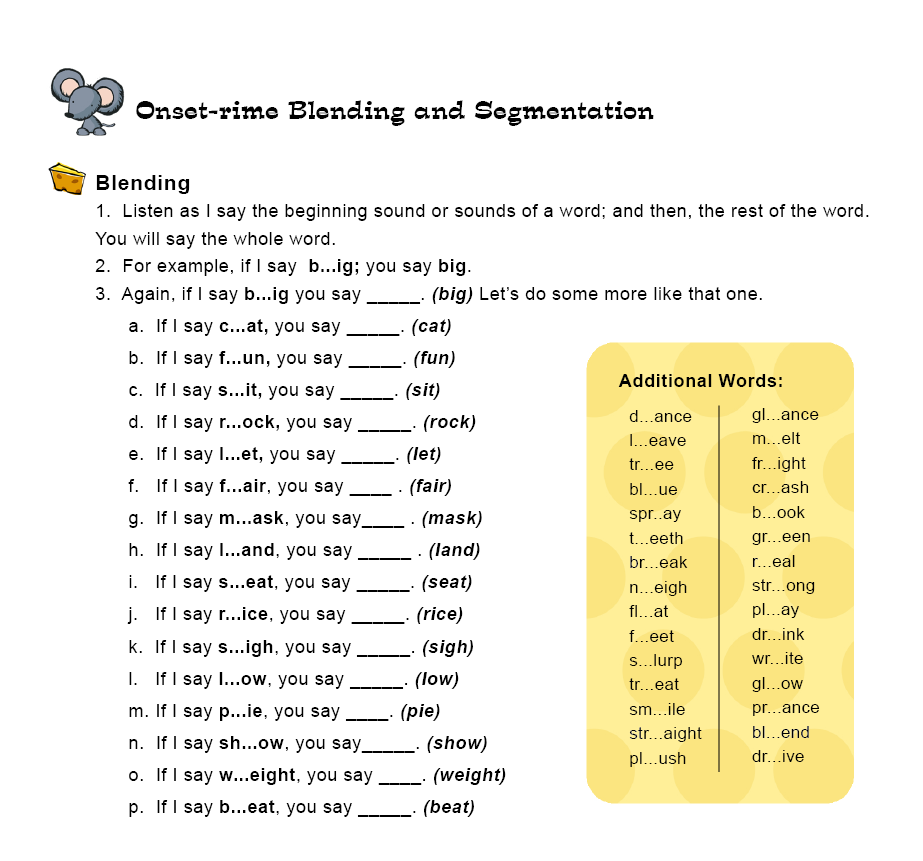 Onset-rime Blending and Segmentation
Blending
1. Listen as I say the beginning sound or sounds of a word; and then, the rest of the word.
You will say the whole word.
2. For example, if I say b...ig; you say big.
3. Again, if I say b...ig you say _____. (big) Let's do some more like that one.
a. If I say c...at, you say _____. (cat)
b. If I say f...un, you say _____. (fun)
c. If I say s...it, you say _____. (sit)
d. If I say r...ock, you say _____. (rock)
e. If I say l...et, you say _____. (let)
f. If I say f...air, you say ____ . (fair)
g. If I say m...ask, you say____ . (mask)
h. If I say l...and, you say _____ . (land)
i. If I say s...eat, you say _____. (seat)
j. If I say r...ice, you say _____. (rice)
k. If I say s...igh, you say _____. (sigh)
l. If I say l...ow, you say _____. (low)
m. If I say p...ie, you say ____. (pie)
n. If I say sh...ow, you say_____. (show)
o. If I say w...eight, you say ____. (weight)
p. If I say b...eat, you say _____. (beat)
Additional Words:
d...ance
l...eave
tr...ee
bl...ue
spr..ay
t...eeth
br...eak
n...eigh
fl...at
f...eet
s...lurp
tr...eat
sm...ile
str...aight
pl...ush
gl...ance
m...elt
fr...ight
cr...ash
b...ook
gr...een
r...eal
str...ong
pl...ay
dr...ink
wr...ite
gl...ow
pr...ance
bl...end
dr...ive